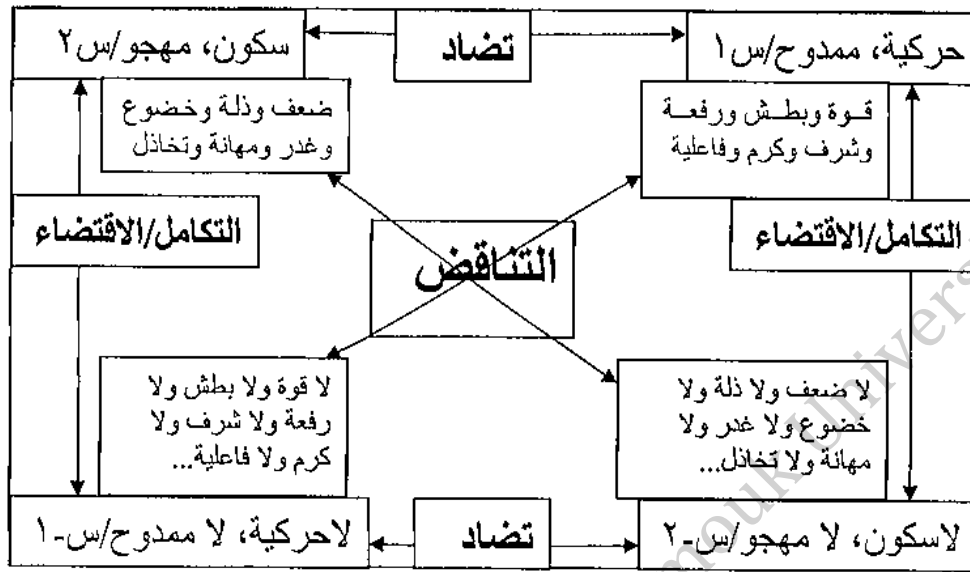 حركية، ممدوح/س١
تضاد
سكون، مهجو/س٢
قوة وبطش ورفعة
وشرف وكرم وفاعلية
ضعف وذلة وخضوع
وغدر ومهانة وتخاذل
التكامل/الاقتضاء
التناقض
التكامل/الاقتضاء
لا ضعف ولا ذلة ولا
خضوع ولا غدر ولا
مهانة ولا تخاذل...
لا قوة ولا بطش ولا
رفعة ولا شرف ولا
كرم ولا فاعلية...
لاسكون، لا مهجو/س-٢
تضاد
لاحركية، لا ممدوح/س-١
mouk Univers